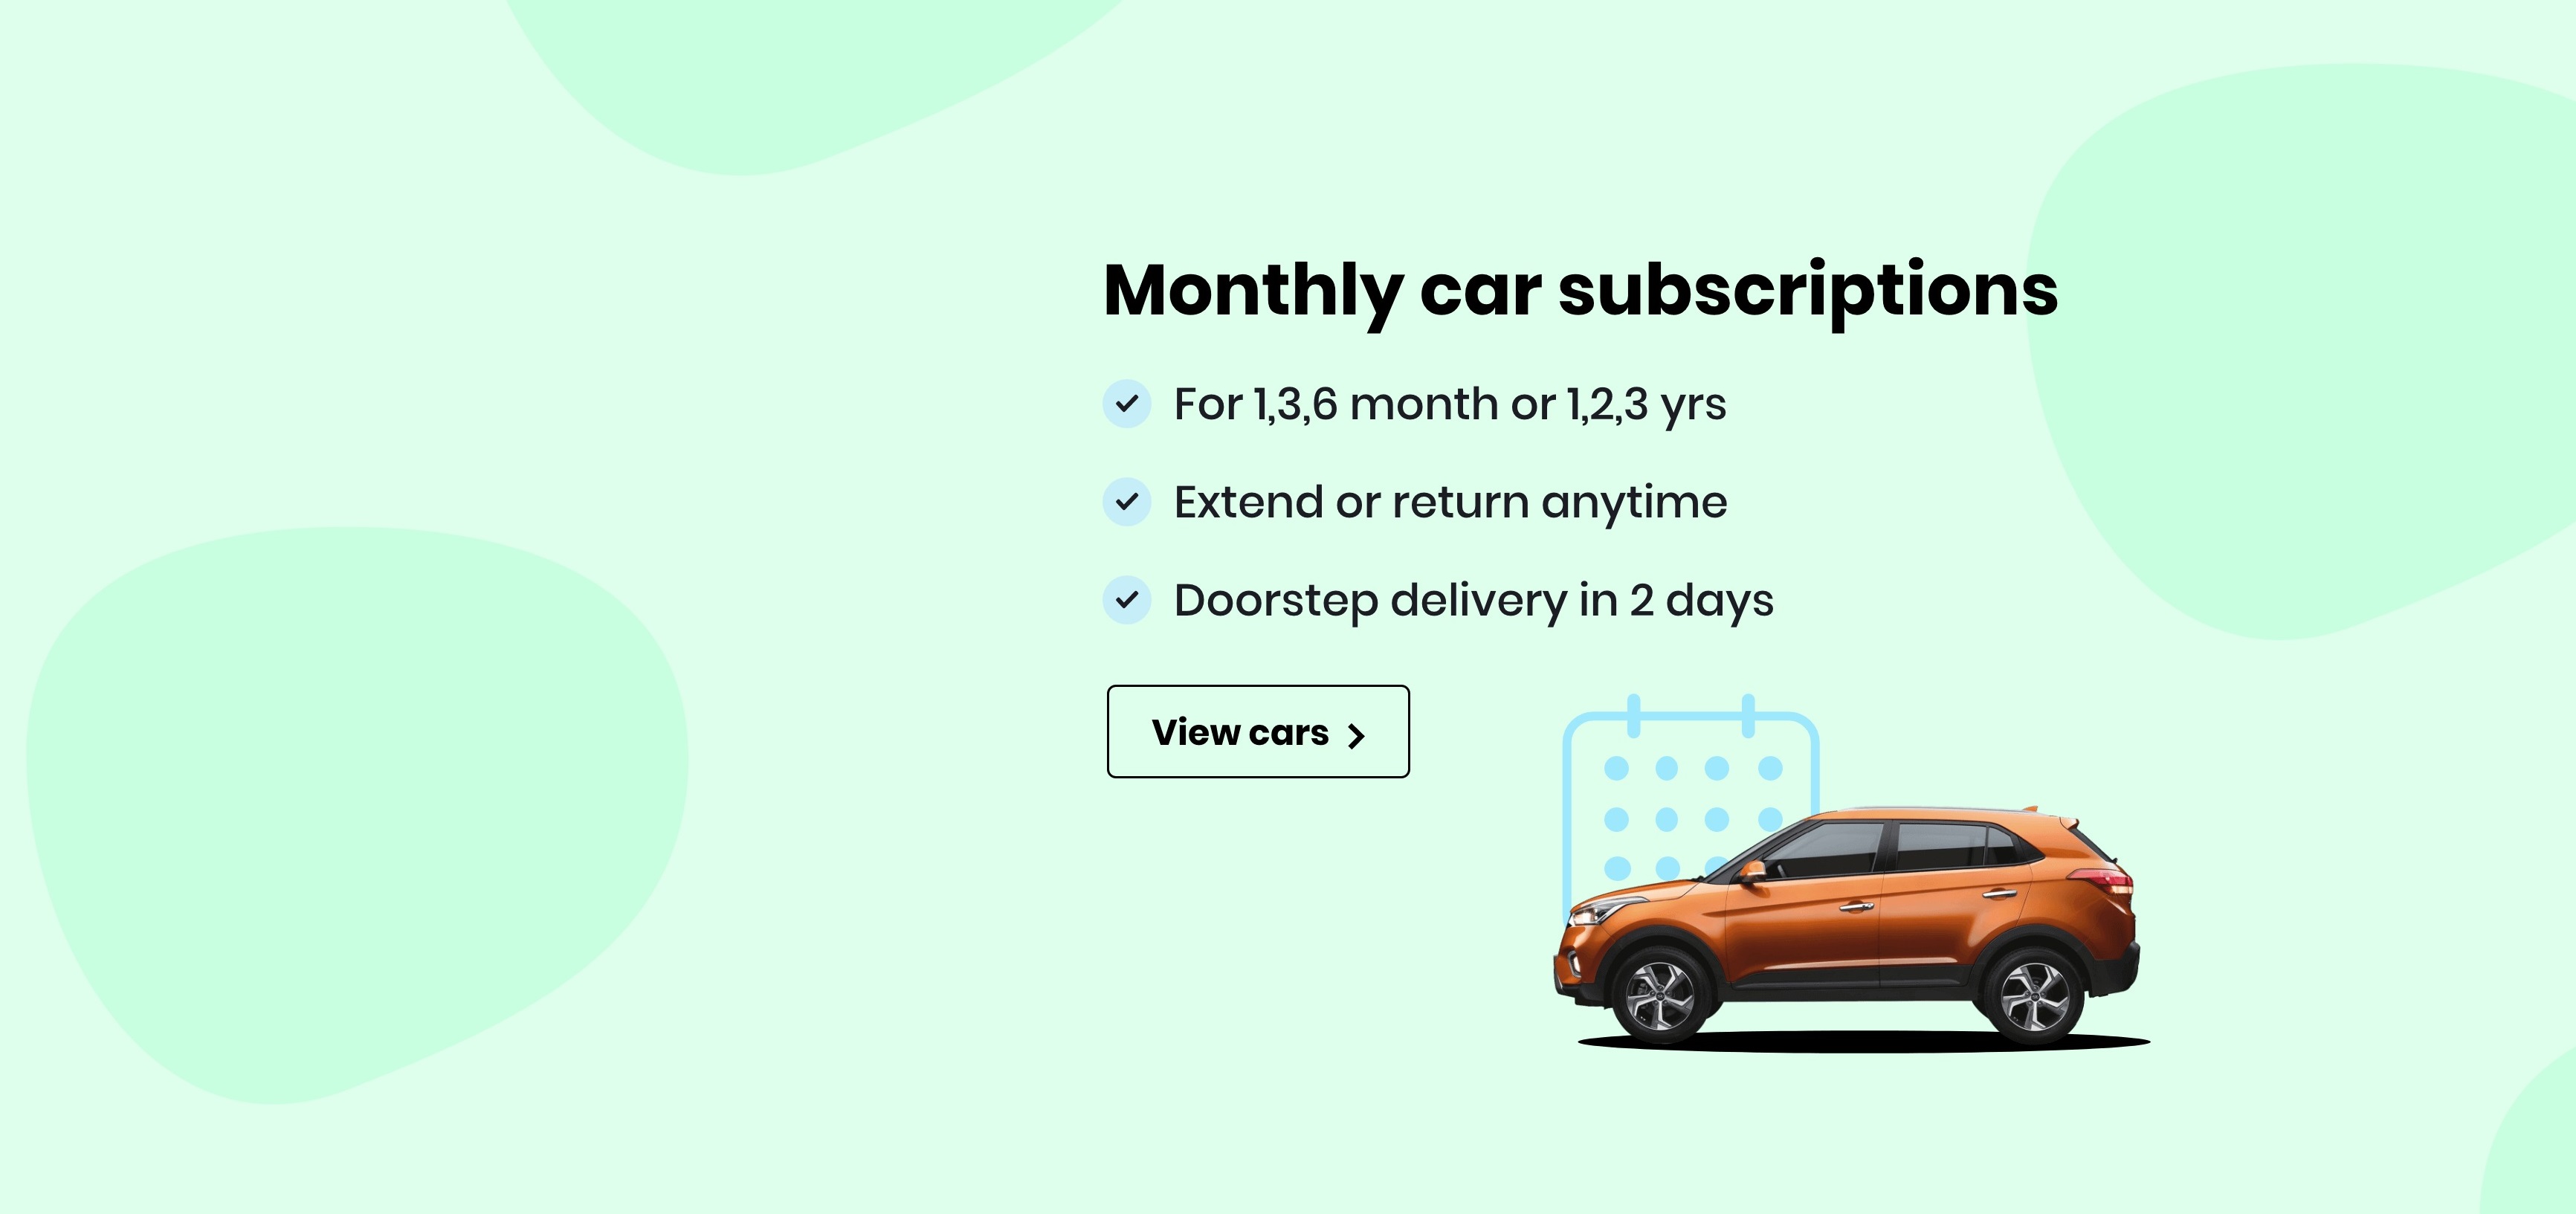 Monthly car subscriptions
For 1,3,6 month or 1,2,3 yrs
Extend or return anytime
Doorstep delivery in 2 days
View cars